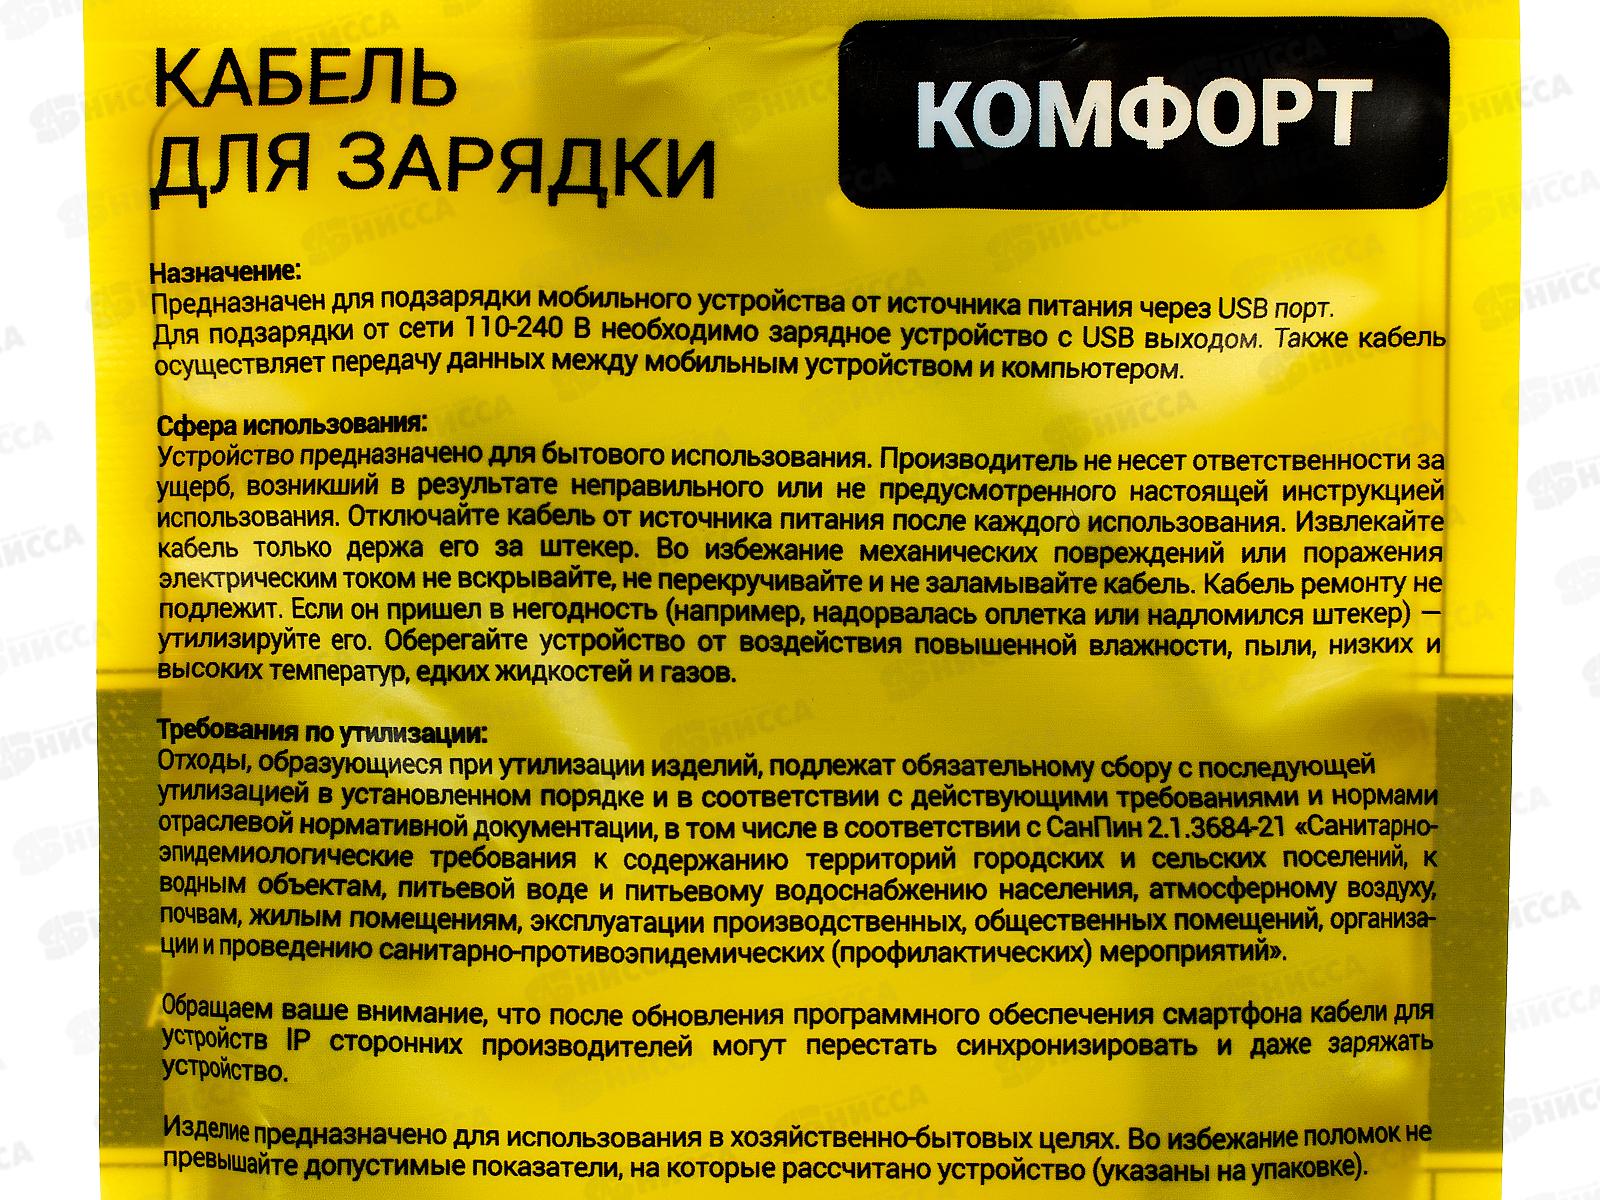 КАБЕЛЬ
ДЛЯ ЗАРЯДКИ
КОМФОРТ
Назначение:
Предназначен для подзарядки мобильного устройства от источника питания через USB порт.
Для подзарядки от сети 110-240 В необходимо зарядное устройство с USB выходом. Также кабель
осуществляет передачу данных между мобильным устройством и компьютером.
Сфера использования:
Устройство предназначено для бытового использования. Производитель не несет ответственности за
ущерб, возникший в результате неправильного или не предусмотренного настоящей инструкцией
использования. Отключайте кабель от источника питания после каждого использования. Извлекайте
кабель только держа его за штекер. Во избежание механических повреждений или поражения
электрическим током не вскрывайте, не перекручивайте и не заламывайте кабель. Кабель ремонту не
подлежит. Если он пришел в негодность (например, надорвалась оплетка или надломился штекер) —
утилизируйте его. Оберегайте устройство от воздействия повышенной влажности, пыли, низких и
высоких температур, едких жидкостей и газов.
Требования по утилизации:
Отходы, образующиеся при утилизации изделий, подлежат обязательному сбору с последующей
утилизацией в установленном порядке и в соответствии с действующими требованиями и нормами
отраслевой нормативной документации, в том числе в соответствии с СанПин 2.1.3684-21 «Санитарно-
эпидемиологические требования к содержанию территорий городских и сельских поселений, к
водным объектам, питьевой воде и питьевому водоснабжению населения, атмосферному воздуху,
почвам, жилым помещениям, эксплуатации производственных, общественных помещений, организа-
ции и проведению санитарно-противоэпидемических (профилактических) мероприятий».
Обращаем ваше внимание, что после обновления программного обеспечения смартфона кабели для
устройств IP сторонних производителей могут перестать синхронизировать и даже заряжать
устройство.
Изделие предназначено для использования в хозяйственно-бытовых целях. Во избежание поломок не
превышайте допустимые показатели, на которые рассчитано устройство (указаны на упаковке).